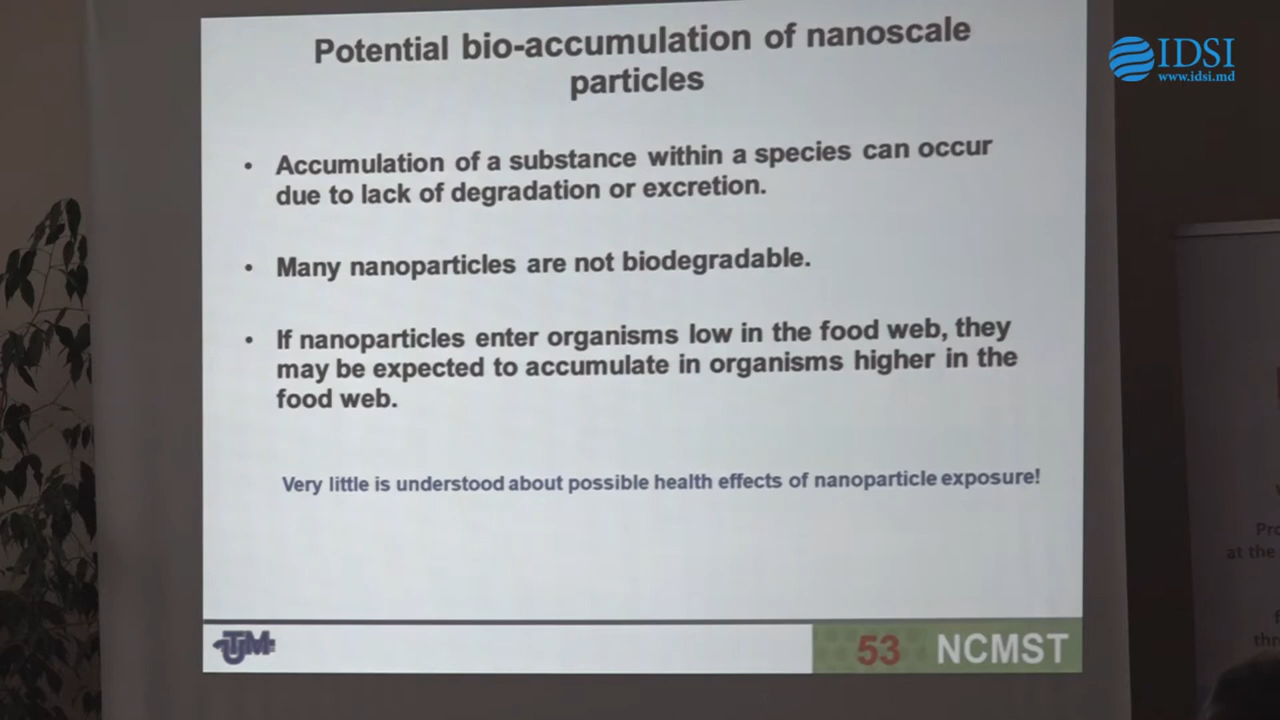 Potential bio-accumulation of nanoscale
particles
• Accumulation of a substance within a species can occur
due to lack of degradation or excretion.
• Many nanoparticles are not biodegradable.
• If nanoparticles enter organisms low in the food web, they
may be expected to accumulate in organisms higher in the
food web.
Very little is understood about possible health effects of nanoparticle exposure!
UTM
53 NCMST
IDSI
www.idsi.md
at the